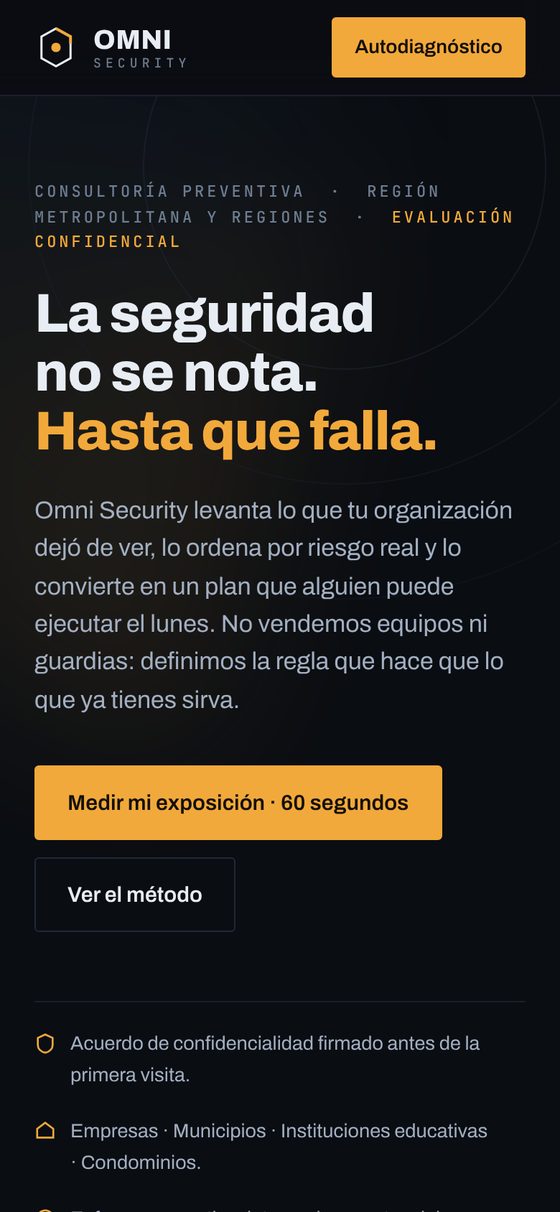 OMNI
SECURITY
Autodiagnóstico
CONSULTORÍA PREVENTIVA · REGIÓN
METROPOLITANA Y REGIONES · EVALUACIÓN
CONFIDENCIAL
La seguridad
no se nota.
Hasta que falla.
Omni Security levanta lo que tu organización
dejó de ver, lo ordena por riesgo real y lo
convierte en un plan que alguien puede
ejecutar el lunes. No vendemos equipos ni
guardias: definimos la regla que hace que lo
que ya tienes sirva.
Medir mi exposición · 60 segundos
Ver el método
Acuerdo de confidencialidad firmado antes de la
primera visita.
Empresas · Municipios · Instituciones educativas
· Condominios.